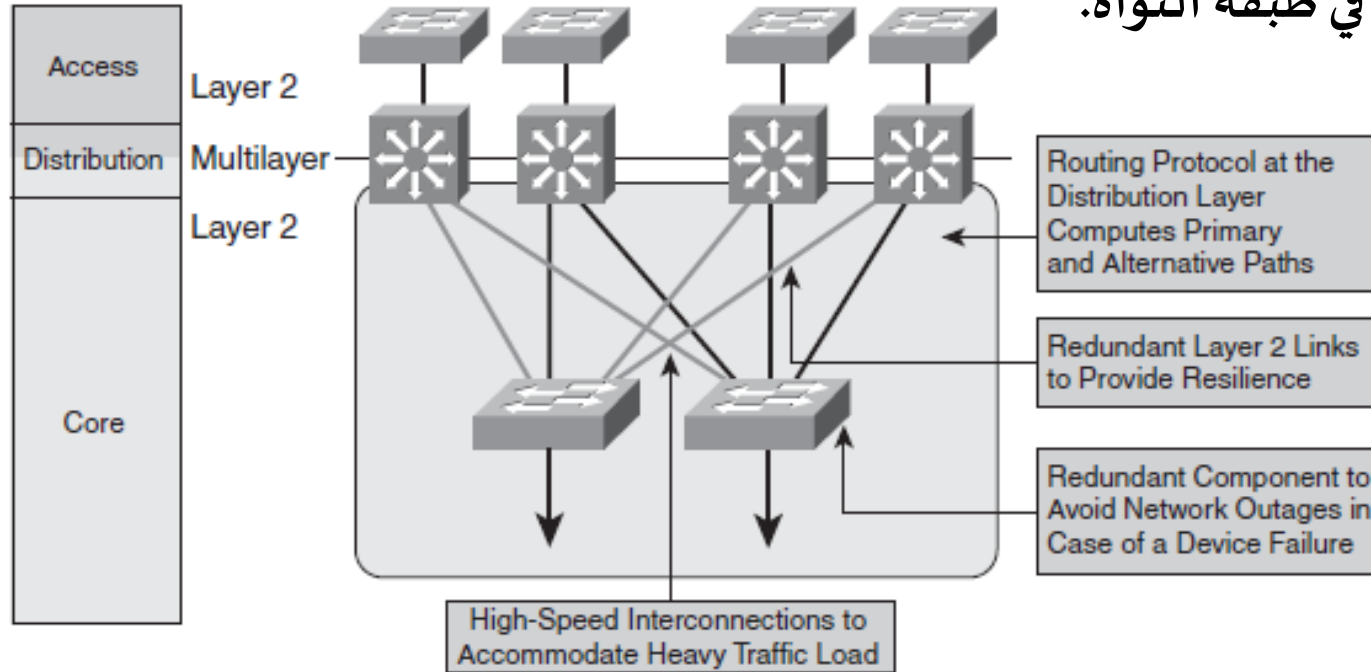 في طبقة النواة.
Access
Layer 2
Distribution
Multilayer
Layer 2
Core
Routing Protocol at the
Distribution Layer
Computes Primary
and Alternative Paths
Redundant Layer 2 Links
to Provide Resilience
Redundant Component to
Avoid Network Outages in
Case of a Device Failure
High-Speed Interconnections to
Accommodate Heavy Traffic Load